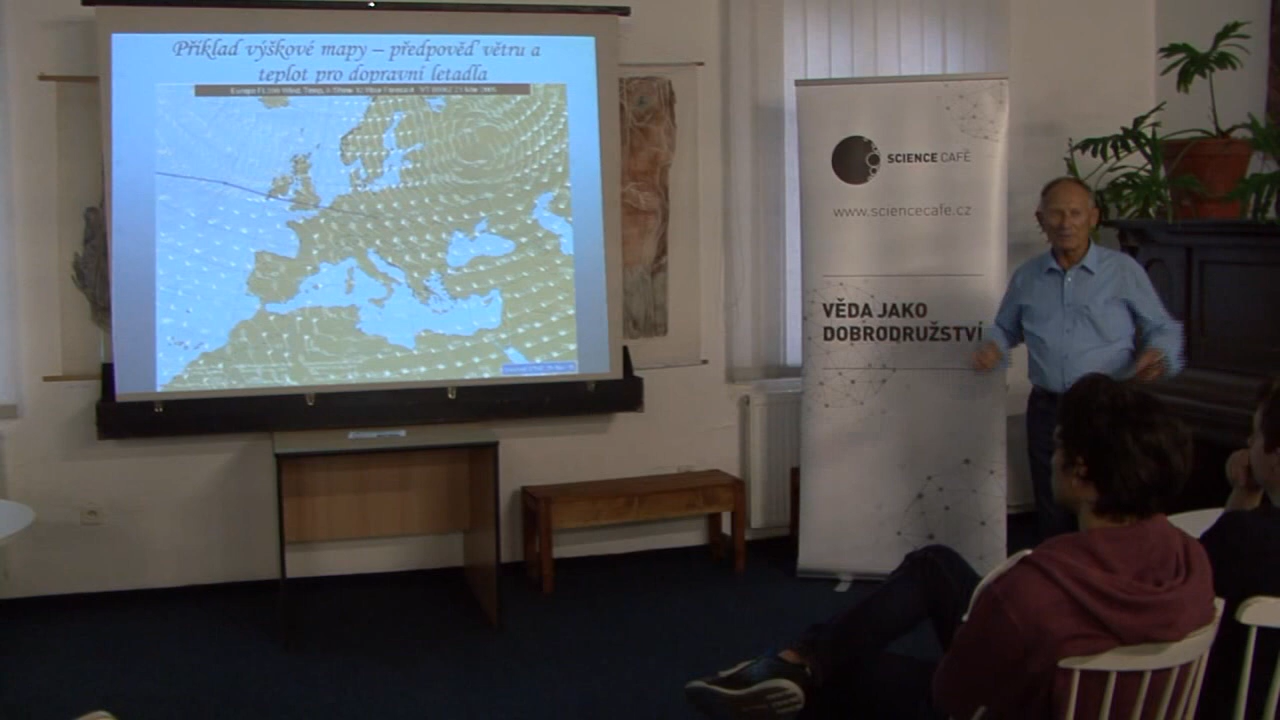 Příklad výškové mapy – předpověď větru a
teplot pro dopravní letadla
SCIENCE CAFÉ
www.sciencecafe.cz
VĚDA JAKO
DOBRODRUŽSTVÍ